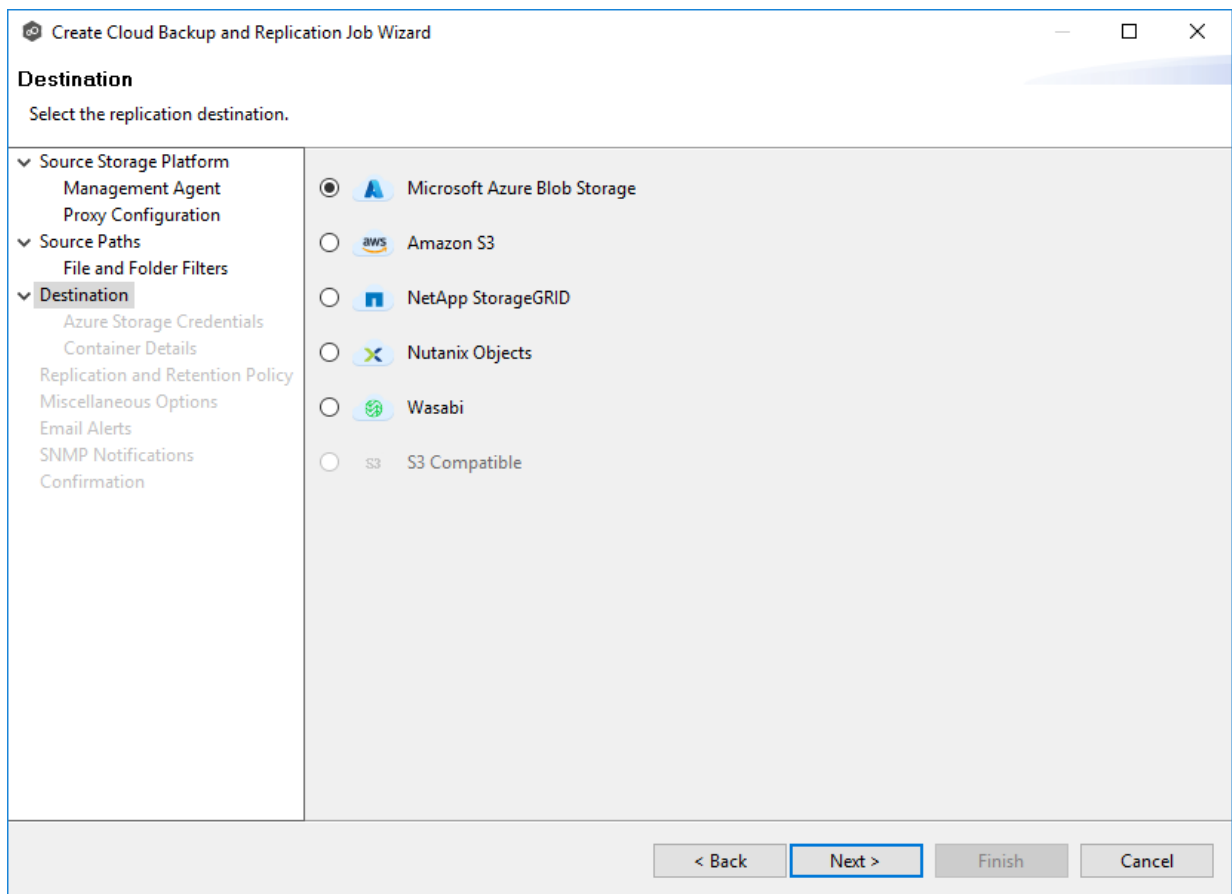 Create Cloud Backup and Replication Job Wizard
Destination
Select the replication destination.
Source Storage Platform
Management Agent
Proxy Configuration
Source Paths
File and Folder Filters
Destination
Azure Storage Credentials
Container Details
Replication and Retention Policy
Miscellaneous Options
Email Alerts
SNMP Notifications
Confirmation
Microsoft Azure Blob Storage
aws Amazon S3
NetApp StorageGRID
Nutanix Objects
Wasabi
S3 S3 Compatible
< Back Next > Finish Cancel